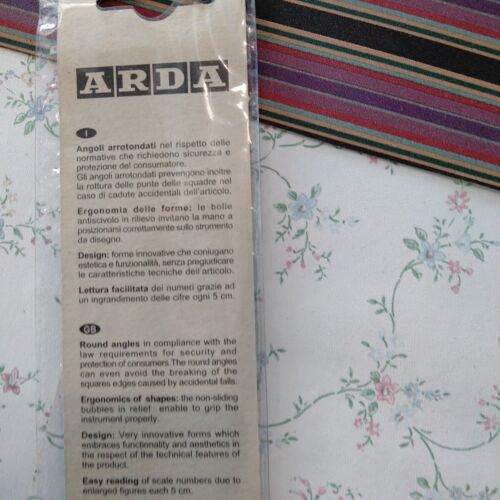 ARDA
I
Angoli arrotondati nel rispetto delle
normative che richiedono sicurezza e
protezione del consumatore.
Gli angoli arrotondati prevengono inoltre
la rottura delle punte delle squadre nel
caso di cadute accidentali dell'articolo.
Ergonomia delle forme: le bolle
antiscivolo in rilievo invitano la mano a
posizionarsi correttamente sullo strumento
da disegno.
Design: forme innovative che coniugano
estetica e funzionalità, senza pregiudicare
le caratteristiche tecniche dell'articolo.
Lettura facilitata dei numeri grazie ad
un ingrandimento delle cifre ogni 5 cm.
GB
Round angles in compliance with the
law requirements for security and
protection of consumers.The round angles
can even avoid the breaking of the
squares edges caused by accidental falls.
Ergonomics of shapes: the non-sliding
bubbles in relief enable to grip the
instrument properly.
Design: Very innovative forms which
embraces functionality and aesthetics in
the respect of the technical features of
the product.
Easy reading of scale numbers due to
enlarged figures each 5 cm.